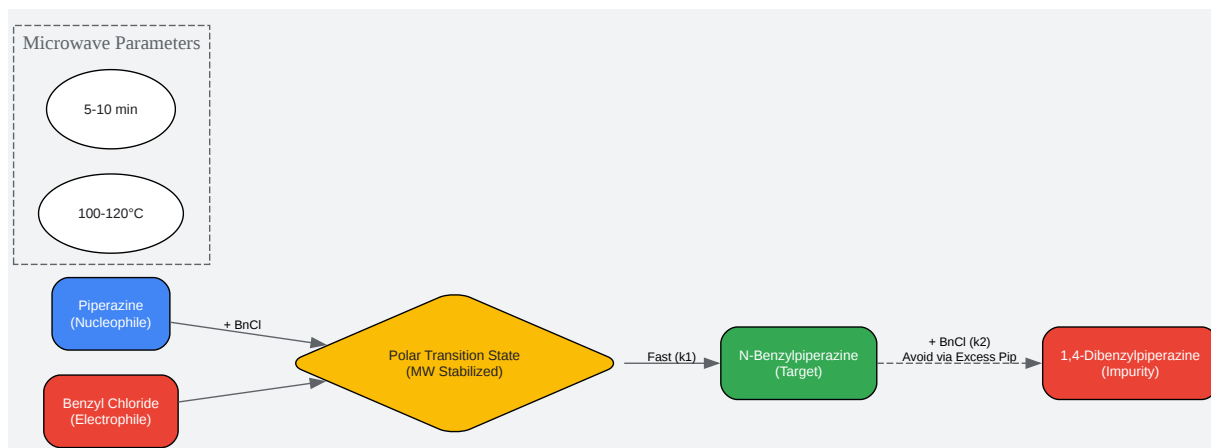 Microwave Parameters
5-10 min
100-120°C
Piperazine
(Nucleophile)
+ BnCl
Benzyl Chloride
(Electrophile)
Polar Transition State
(MW Stabilized)
Fast (k1)
N-Benzylpiperazine
(Target)
+ BnCl (k2)
Avoid via Excess Pip
1,4-Dibenzylpiperazine
(Impurity)